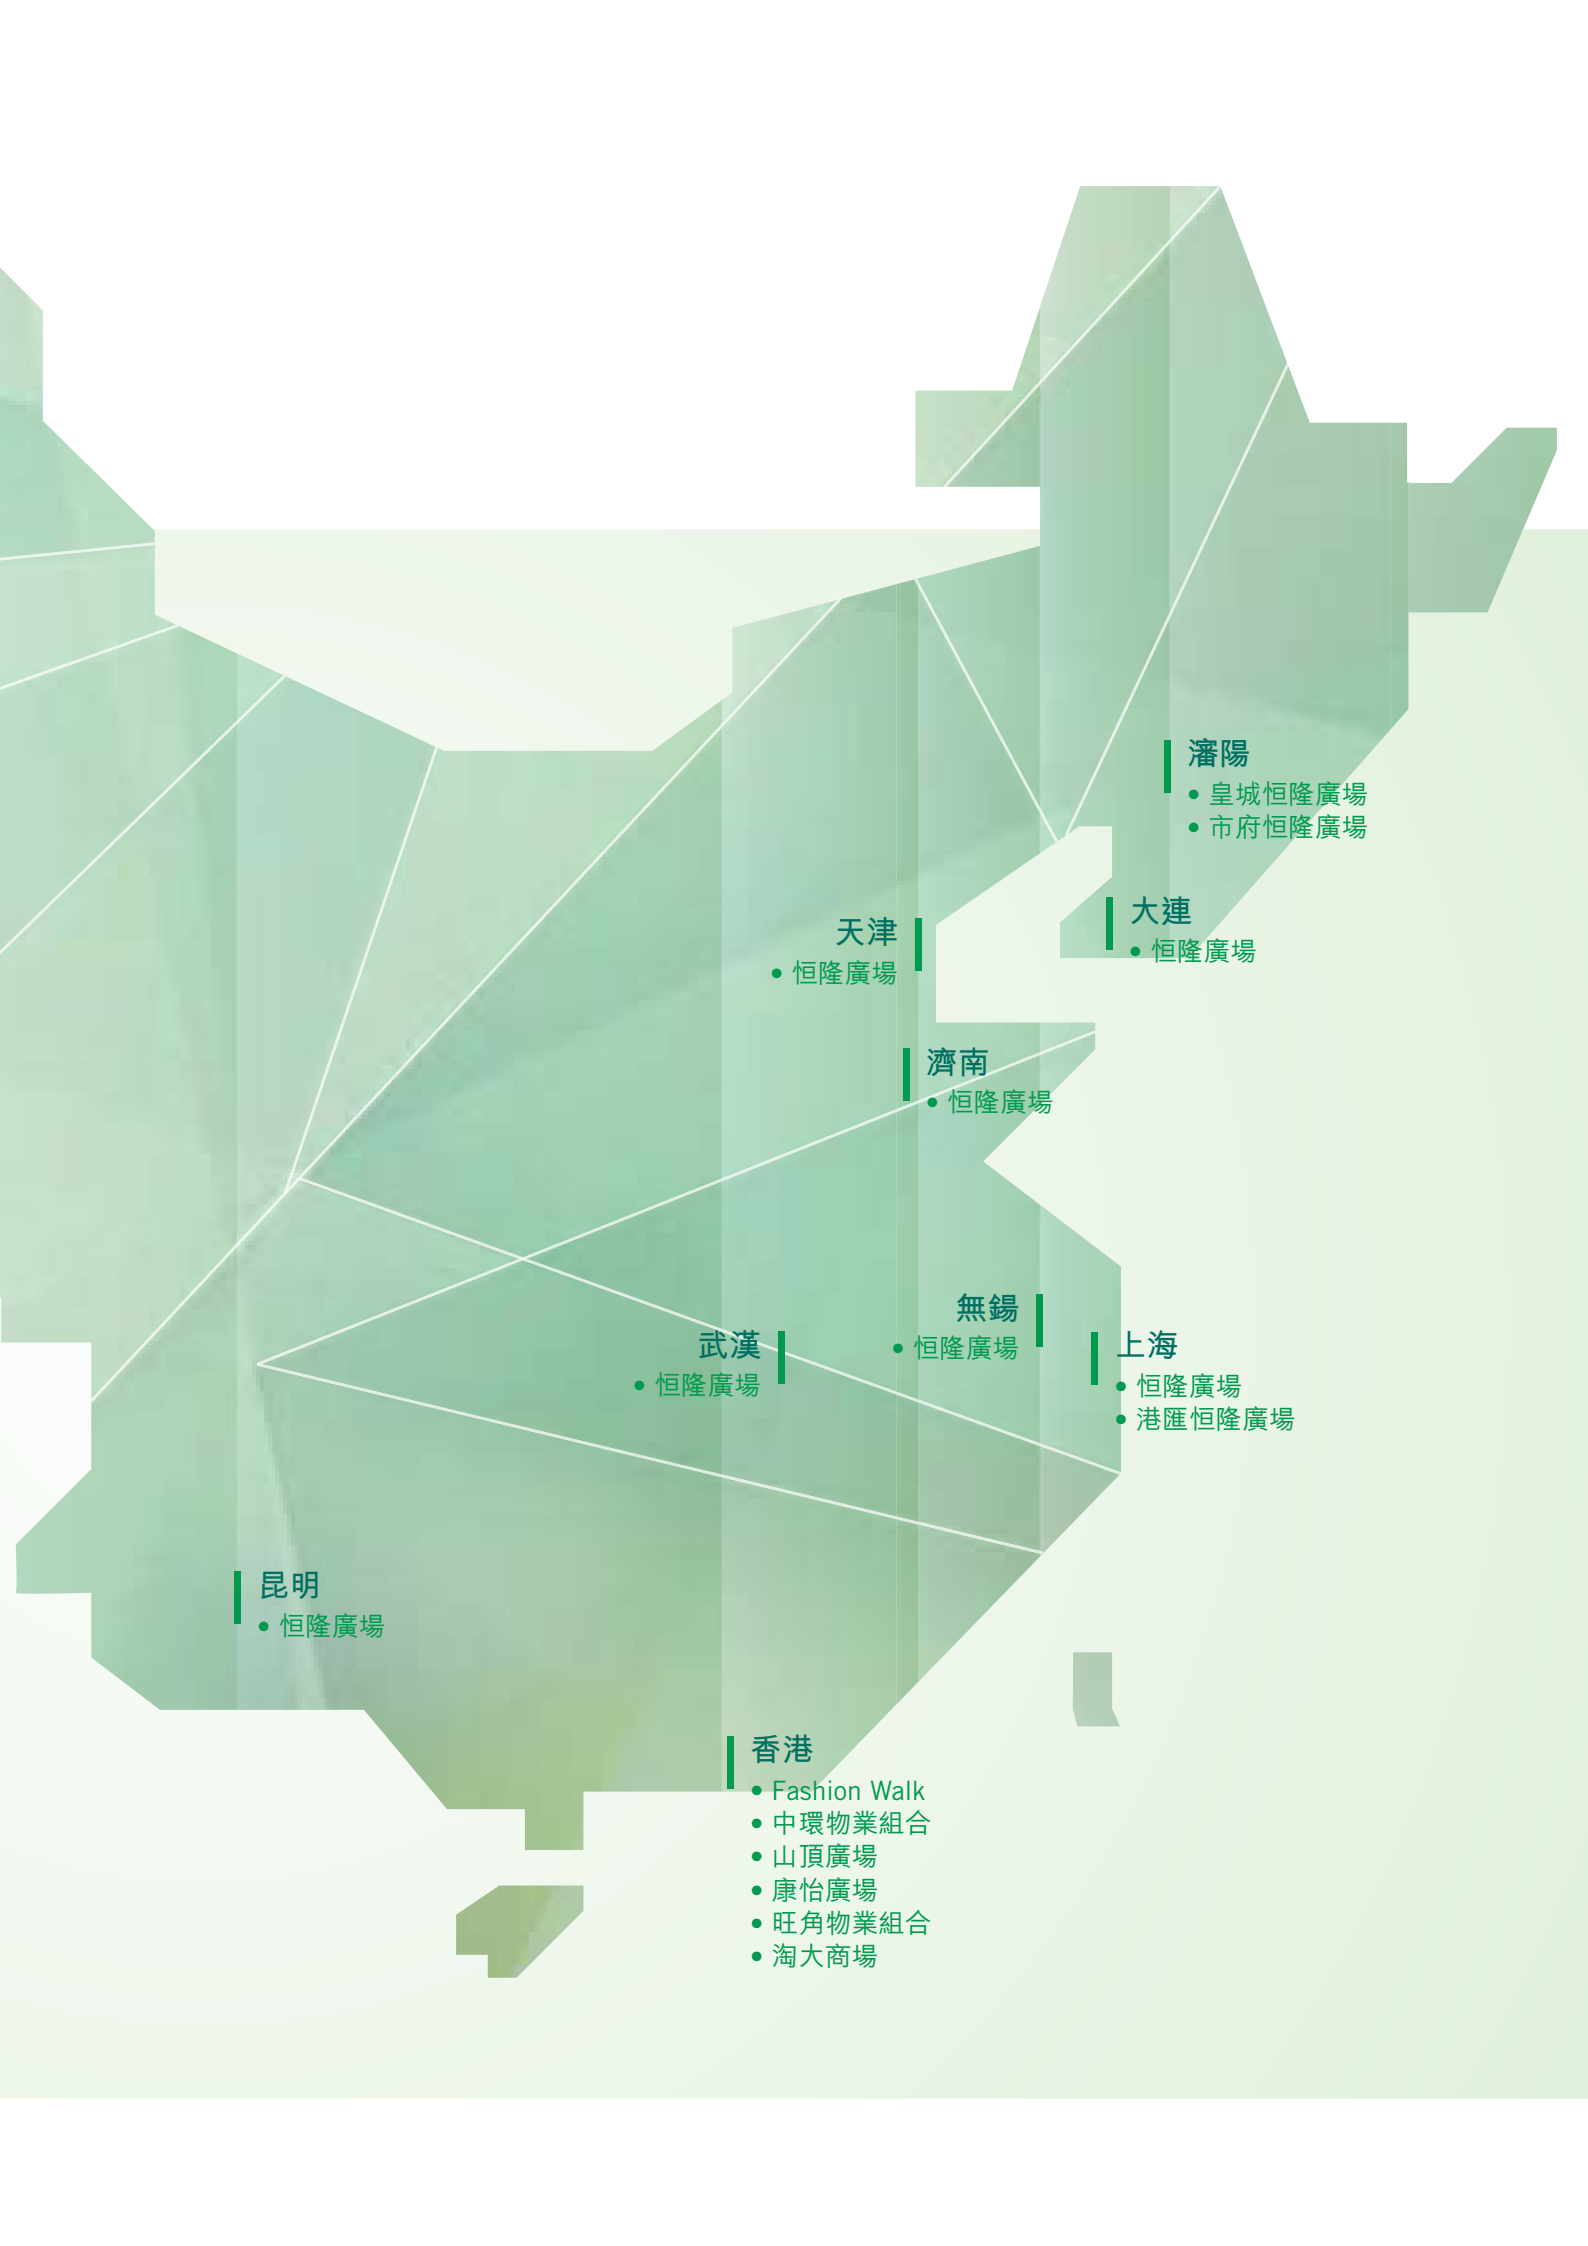 瀋陽
• 皇城恒隆廣場
• 市府恒隆廣場
大連
• 恒隆廣場
天津
• 恒隆廣場
濟南
• 恒隆廣場
無鍚
• 恒隆廣場
武漢
• 恒隆廣場
上海
• 恒隆廣場
• 港匯恒隆廣場
昆明
• 恒隆廣場
香港
• Fashion Walk
• 中環物業組合
• 山頂廣場
• 康怡廣場
• 旺角物業組合
• 淘大商場